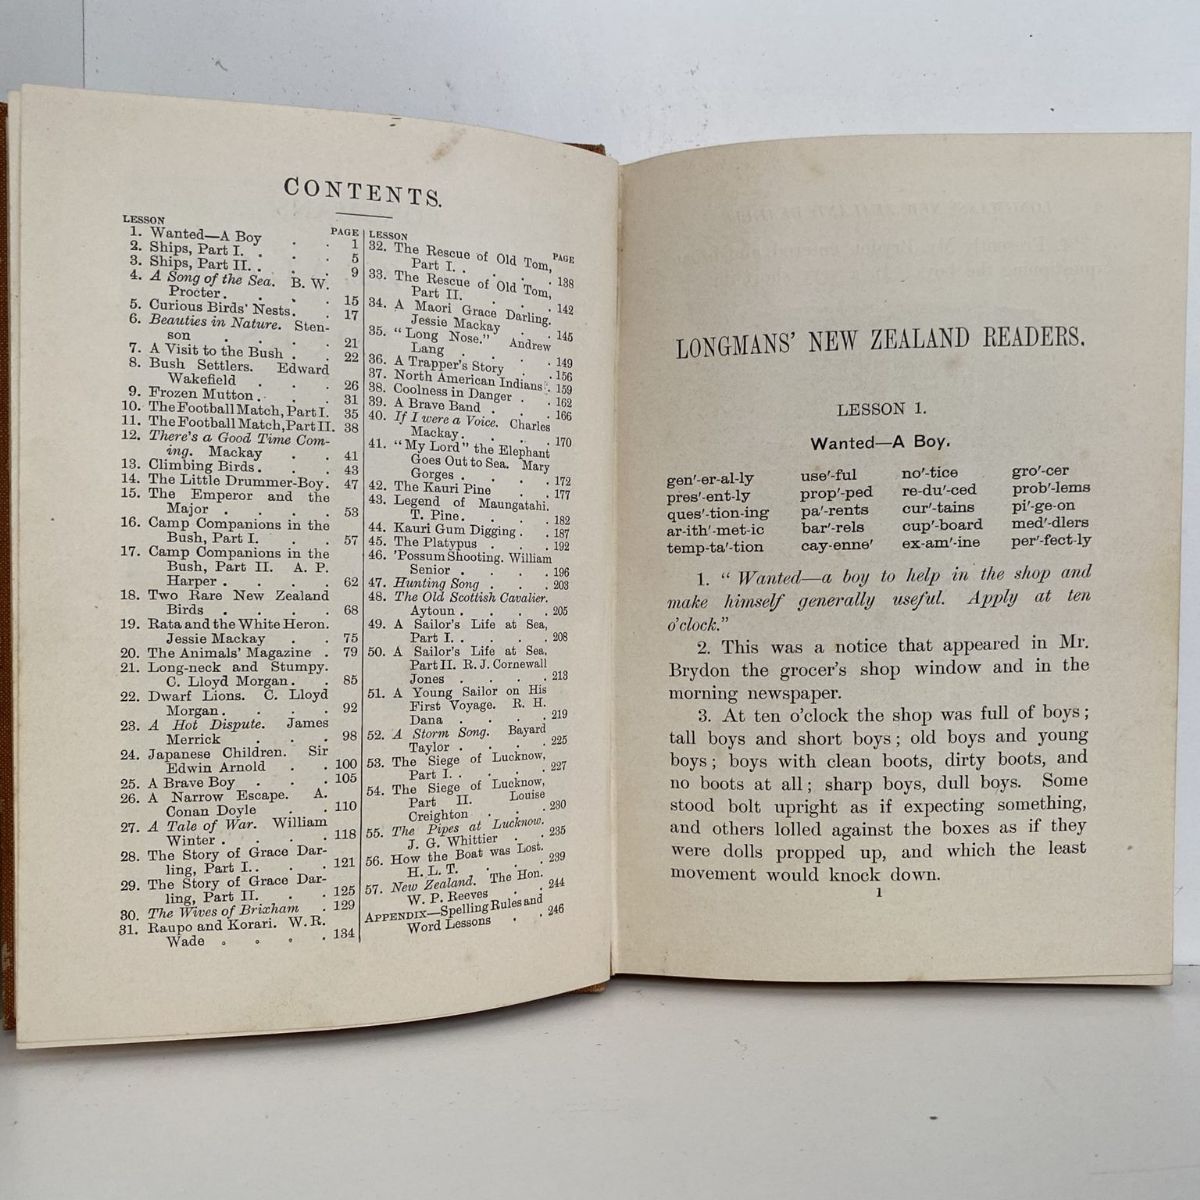 CONTENTS.
LESSON PAGE
1. Wanted—A Boy . . 1
2. Ships, Part I. . . . 5
3. Ships, Part II. . . . 9
4. A Song of the Sea. B. W.
Procter . . . . 15
5. Curious Birds' Nests. . 17
6. Beauties in Nature. Sten-
son . . . . 21
7. A Visit to the Bush . . 22
8. Bush Settlers. Edward
Wakefield . . . 26
9. Frozen Mutton . . . 31
10. The Football Match, Part I. 35
11. The Football Match, Part II. 38
12. There's a Good Time Com-
ing. Mackay . . 41
13. Climbing Birds . . . 43
14. The Little Drummer-Boy. 47
15. The Emperor and the
Major . . . . 53
16. Camp Companions in the
Bush, Part I. . . 57
17. Camp Companions in the
Bush, Part II. A. P.
Harper . . . . 62
18. Two Rare New Zealand
Birds . . . . 68
19. Rata and the White Heron.
Jessie Mackay . . 75
20. The Animals' Magazine . 79
21. Long-neck and Stumpy.
C. Lloyd Morgan . . 85
22. Dwarf Lions. C. Lloyd
Morgan . . . . 92
23. A Hot Dispute. James
Merrick . . . 98
24. Japanese Children. Sir
Edwin Arnold . . 100
25. A Brave Boy . . . 105
26. A Narrow Escape. A.
Conan Doyle . . 110
27. A Tale of War. William
Winter . . . . 118
28. The Story of Grace Dar-
ling, Part I. . . . 121
29. The Story of Grace Dar-
ling, Part II. . . 125
30. The Wives of Brixham . 129
31. Raupo and Korari. W. R.
Wade . . . . 134
LESSON PAGE
32. The Rescue of Old Tom,
Part I. . . . . 138
33. The Rescue of Old Tom,
Part II. . . . 142
34. A Maori Grace Darling.
Jessie Mackay . . 145
35. "Long Nose." Andrew
Lang . . . . 149
36. A Trapper's Story . . 156
37. North American Indians . 159
38. Coolness in Danger . . 162
39. A Brave Band . . . 166
40. If I were a Voice. Charles
Mackay . . . . 170
41. "My Lord" the Elephant
Goes Out to Sea. Mary
Gorges . . . . 172
42. The Kauri Pine . . 177
43. Legend of Maungatahi.
T. Pine . . . . 182
44. Kauri Gum Digging . . 187
45. The Platypus . . . 192
46. 'Possum Shooting. William
Senior . . . . 196
47. Hunting Song . . . 203
48. The Old Scottish Cavalier.
Aytoun . . . . 205
49. A Sailor's Life at Sea,
Part I. . . . . 208
50. A Sailor's Life at Sea,
Part II. R. J. Cornewall
Jones . . . . 213
51. A Young Sailor on His
First Voyage. R. H.
Dana . . . . 219
52. A Storm Song. Bayard
Taylor . . . . 225
53. The Siege of Lucknow,
Part I. . . . . 227
54. The Siege of Lucknow,
Part II. Louise
Creighton . . . 230
55. The Pipes at Lucknow.
J. G. Whittier . . 235
56. How the Boat was Lost.
H. L. T. . . . 239
57. New Zealand. The Hon.
W. P. Reeves . . 244
APPENDIX—Spelling Rules and
Word Lessons . . 246
LONGMANS' NEW ZEALAND READERS.
LESSON 1.
Wanted—A Boy.
gen'-er-al-ly use'-ful no'-tice gro'-cer
pres'-ent-ly prop'-ped re-du'-ced prob'-lems
ques'-tion-ing pa'-rents cur'-tains pi'-ge-on
ar-ith'-met-ic bar'-rels cup'-board med'-dlers
temp-ta'-tion cay-enne' ex-am'-ine per'-fect-ly
1. "Wanted—a boy to help in the shop and
make himself generally useful. Apply at ten
o'clock."
2. This was a notice that appeared in Mr.
Brydon the grocer's shop window and in the
morning newspaper.
3. At ten o'clock the shop was full of boys;
tall boys and short boys; old boys and young
boys; boys with clean boots, dirty boots, and
no boots at all; sharp boys, dull boys. Some
stood bolt upright as if expecting something,
and others lolled against the boxes as if they
were dolls propped up, and which the least
movement would knock down.
1